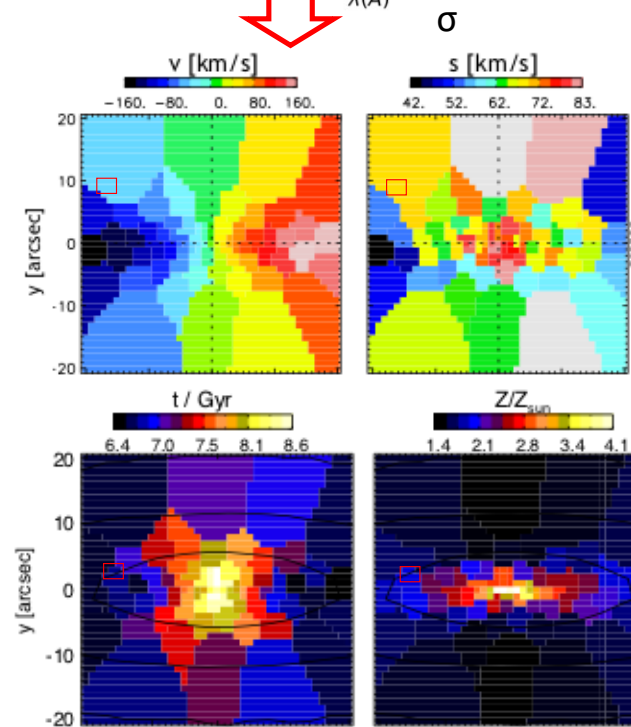 λ(A)
σ
v [km/s] s [km/s]
-160. -80. 0. 80. 160. 42. 52. 62. 72. 83.
20
10
y [arcsec]
0
-10
-20
t / Gyr Z/Zsun
6.4 7.0 7.5 8.1 8.6 1.4 2.1 2.8 3.4 4.1
20
10
y [arcsec]
0
-10
-20